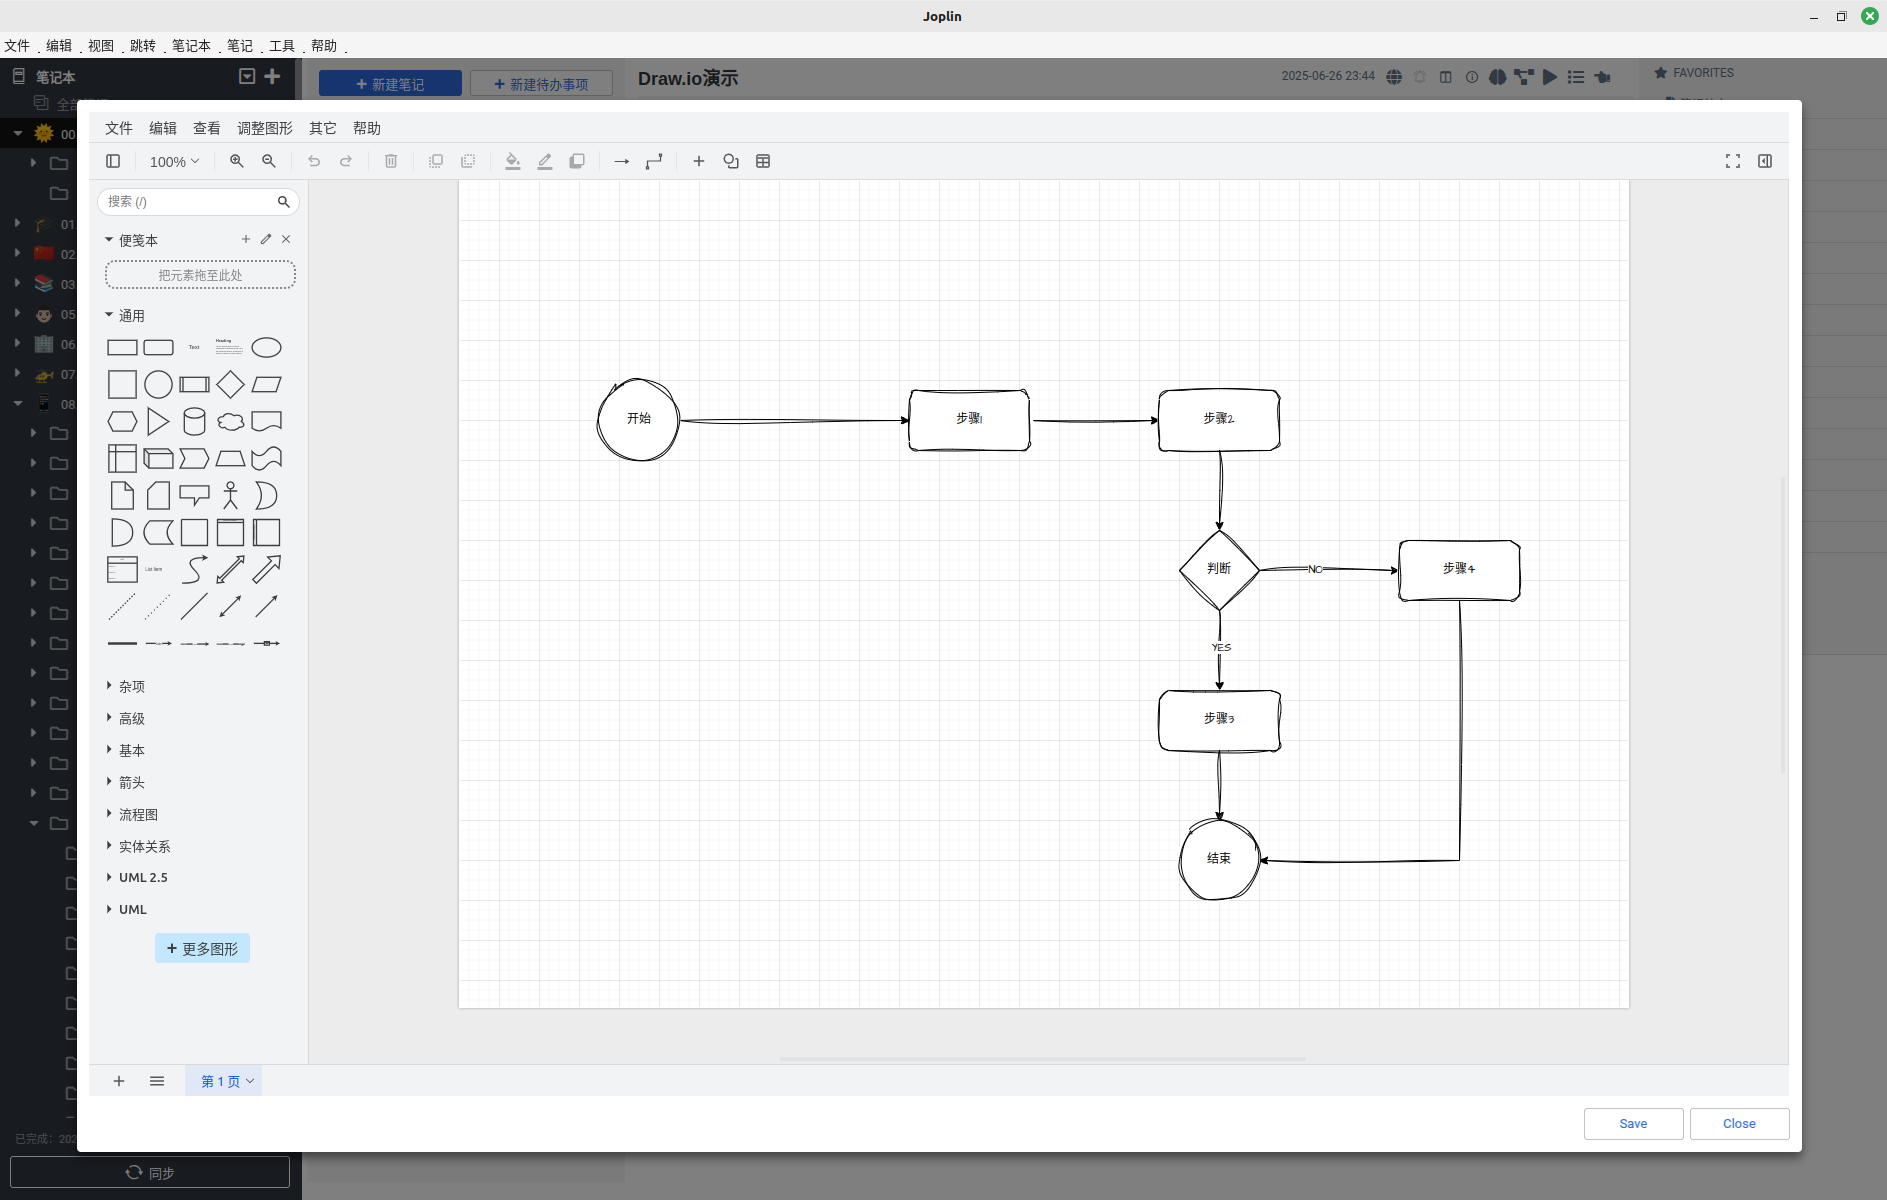 Joplin
文件 编辑 视图 跳转 笔记本 笔记 工具 帮助
笔记本
新建笔记
新建待办事项
Draw.io演示
2025-06-26 23:44
FAVORITES
00
01
02
03
05
06
07
08
文件 编辑 查看 调整图形 其它 帮助
100%
搜索 (/)
便笺本
把元素拖至此处
通用
Text
Heading
List Item
杂项
高级
基本
箭头
流程图
实体关系
UML 2.5
UML
+ 更多图形
开始
步骤1
步骤2
判断
NO
步骤4
YES
步骤3
结束
第 1 页
Save
Close
已完成：202
同步